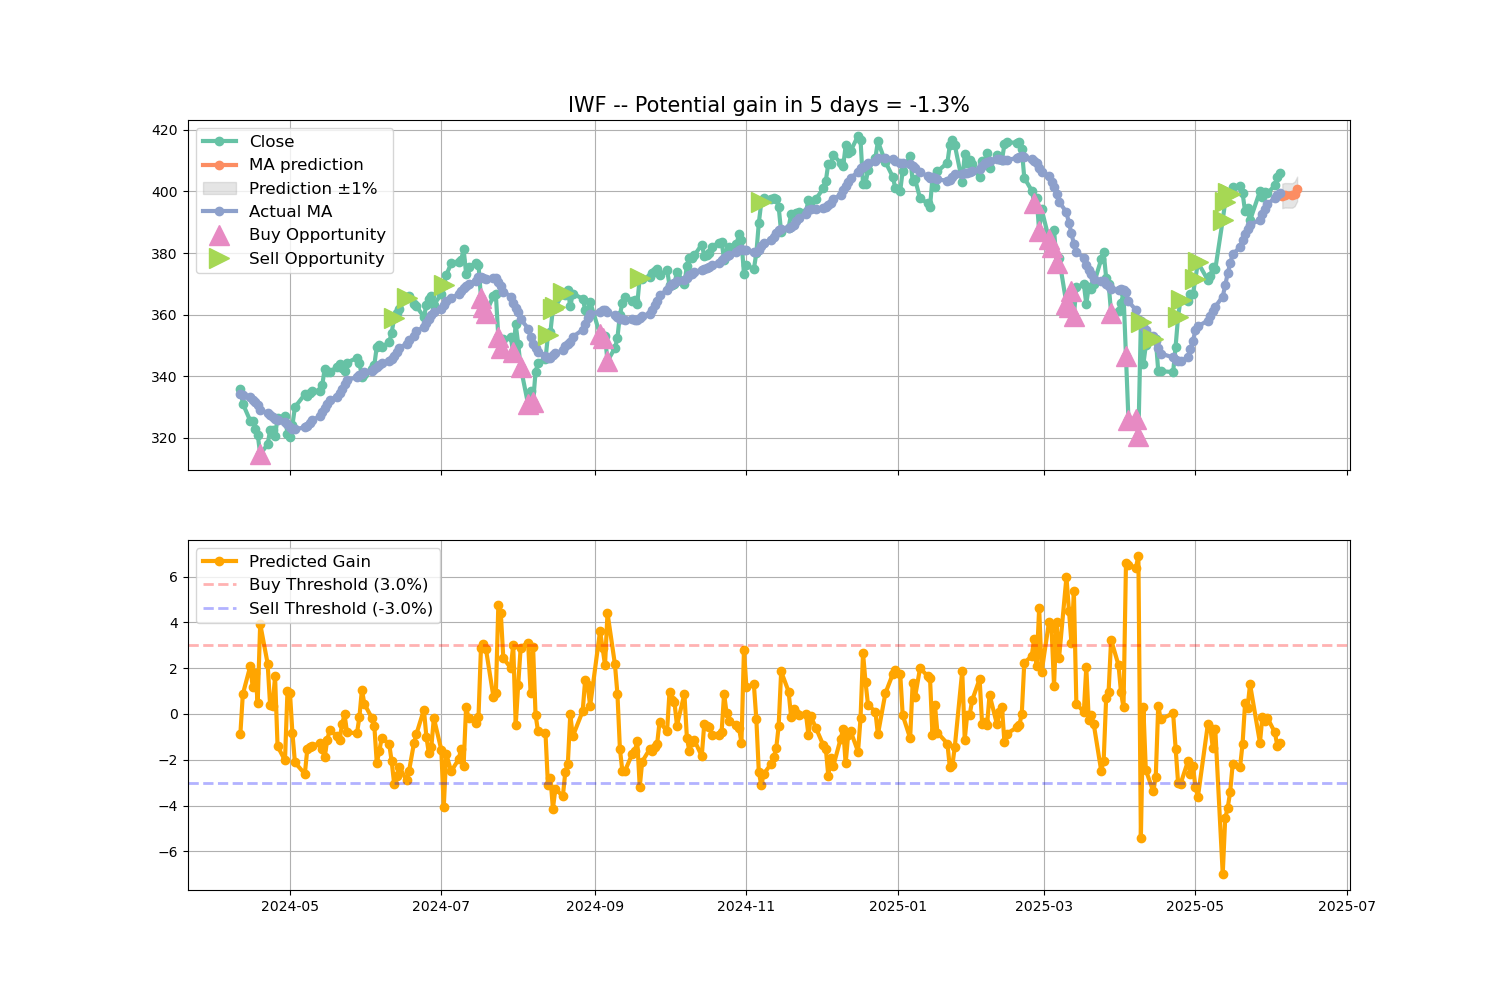 IWF -- Potential gain in 5 days = -1.3%
420
400
380
360
340
320
Close
MA prediction
Prediction ±1%
Actual MA
Buy Opportunity
Sell Opportunity
6
4
2
0
−2
−4
−6
Predicted Gain
Buy Threshold (3.0%)
Sell Threshold (-3.0%)
2024-05
2024-07
2024-09
2024-11
2025-01
2025-03
2025-05
2025-07